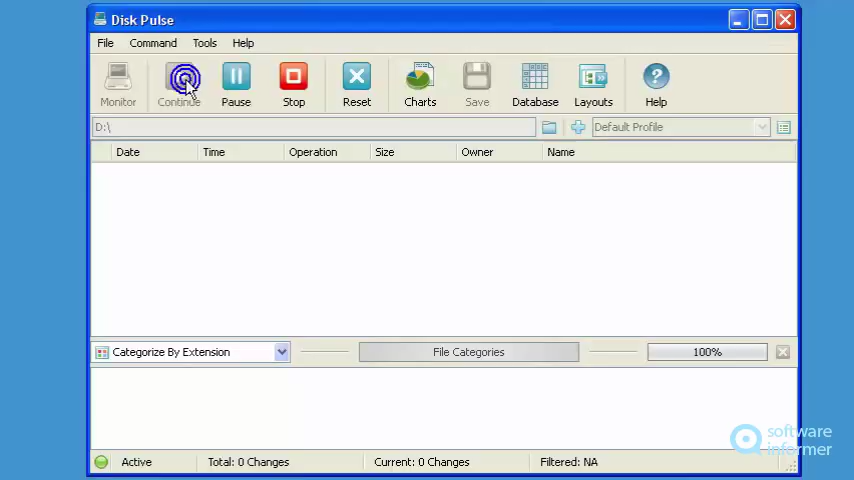 Disk Pulse
File Command Tools Help
Monitor Continue Pause Stop Reset Charts Save Database Layouts Help
D:\ Default Profile
Date Time Operation Size Owner Name
Categorize By Extension File Categories 100%
software
informer
Active Total: 0 Changes Current: 0 Changes Filtered: NA